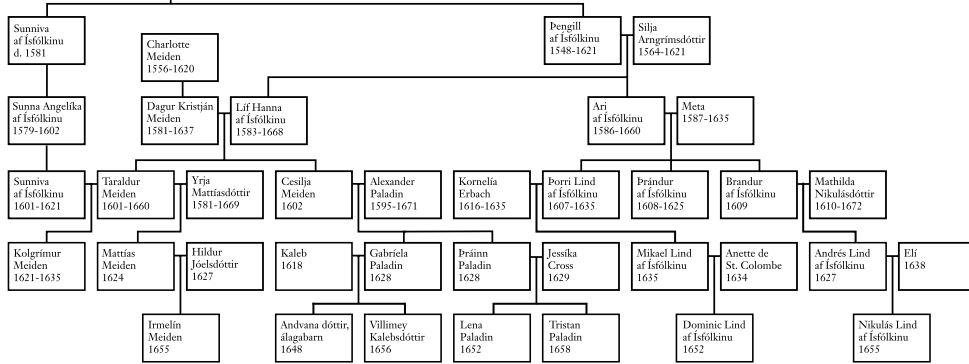 Sunniva
af Ísfólkinu
d. 1581
Charlotte
Meiden
1556-1620
Þengill
af Ísfólkinu
1548-1621
Silja
Arngrímsdóttir
1564-1621
Sunna Angelíka
af Ísfólkinu
1579-1602
Dagur Kristján
Meiden
1581-1637
Líf Hanna
af Ísfólkinu
1583-1668
Ari
af Ísfólkinu
1586-1660
Meta
1587-1635
Sunniva
af Ísfólkinu
1601-1621
Taraldur
Meiden
1601-1660
Yrja
Mattíasdóttir
1581-1669
Cesilja
Meiden
1602
Alexander
Paladin
1595-1671
Kornelía
Erbach
1616-1635
Þorri Lind
af Ísfólkinu
1607-1635
Þrándur
af Ísfólkinu
1608-1625
Brandur
af Ísfólkinu
1609
Mathilda
Nikulásdóttir
1610-1672
Kolgrímur
Meiden
1621-1635
Mattías
Meiden
1624
Hildur
Jóelsdóttir
1627
Kaleb
1618
Gabríela
Paladin
1628
Þráinn
Paladin
1628
Jessíka
Cross
1629
Mikael Lind
af Ísfólkinu
1635
Anette de
St. Colombe
1634
Andrés Lind
af Ísfólkinu
1627
Elí
1638
Irmelín
Meiden
1655
Andvana dóttir,
álagabarn
1648
Villimey
Kalebsdóttir
1656
Lena
Paladin
1652
Tristan
Paladin
1658
Dominic Lind
af Ísfólkinu
1652
Nikulás Lind
af Ísfólkinu
1655